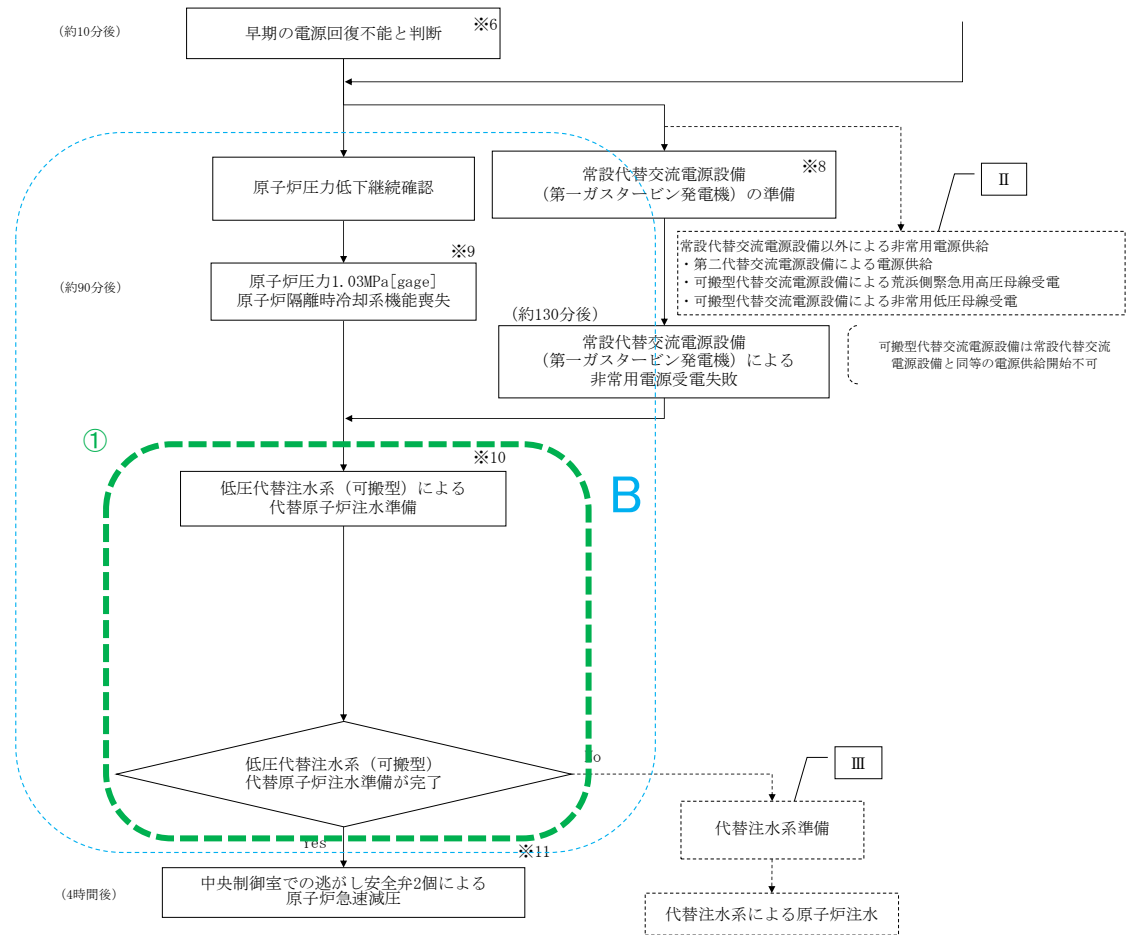 (約10分後)
早期の電源回復不能と判断
※6
原子炉圧力低下継続確認
※8
常設代替交流電源設備
(第一ガスタービン発電機)の準備
Ⅱ
常設代替交流電源設備以外による非常用電源供給
・第二代替交流電源設備による電源供給
・可搬型代替交流電源設備による荒浜側緊急用高圧母線受電
・可搬型代替交流電源設備による非常用低圧母線受電
※9
(約90分後)
原子炉圧力1.03MPa[gage]
原子炉隔離時冷却系機能喪失
(約130分後)
常設代替交流電源設備
(第一ガスタービン発電機)による
非常用電源受電失敗
可搬型代替交流電源設備は常設代替交流
電源設備と同等の電源供給開始不可
①
※10
低圧代替注水系(可搬型)による
代替原子炉注水準備
B
低圧代替注水系(可搬型)
代替原子炉注水準備が完了
No
Ⅲ
代替注水系準備
Yes
※11
(4時間後)
中央制御室での逃がし安全弁2個による
原子炉急速減圧
代替注水系による原子炉注水